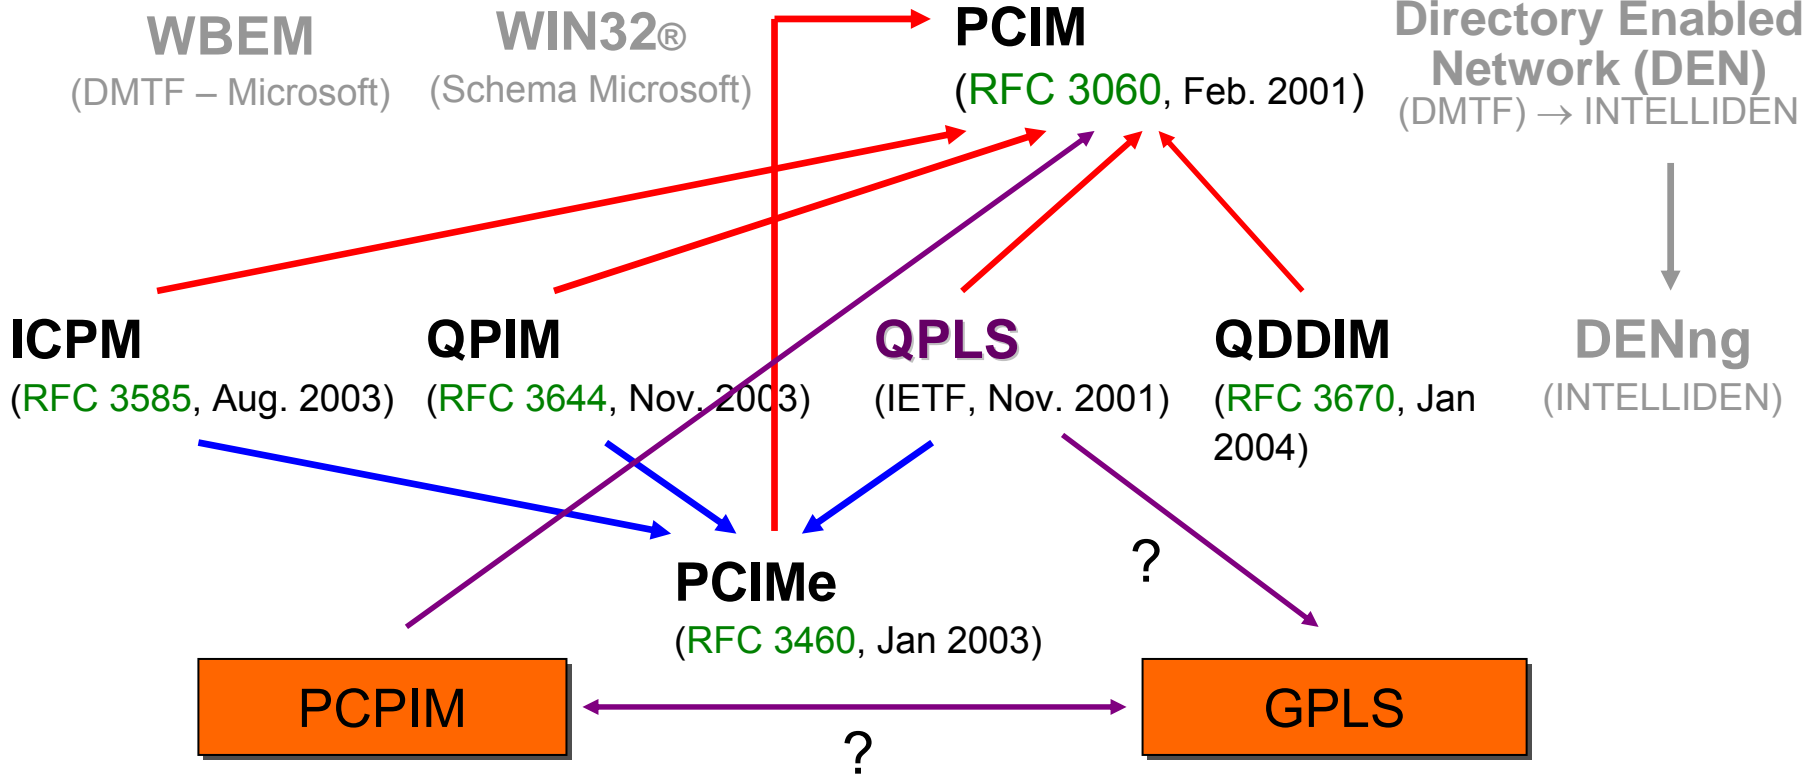 WBEM
(DMTF – Microsoft)
WIN32®
(Schema Microsoft)
PCIM
(RFC 3060, Feb. 2001)
Directory Enabled
Network (DEN)
(DMTF) → INTELLIDEN
ICPM
(RFC 3585, Aug. 2003)
QPIM
(RFC 3644, Nov. 2003)
QPLS
(IETF, Nov. 2001)
QDDIM
(RFC 3670, Jan
2004)
DENng
(INTELLIDEN)
?
PCIMe
(RFC 3460, Jan 2003)
PCPIM
?
GPLS